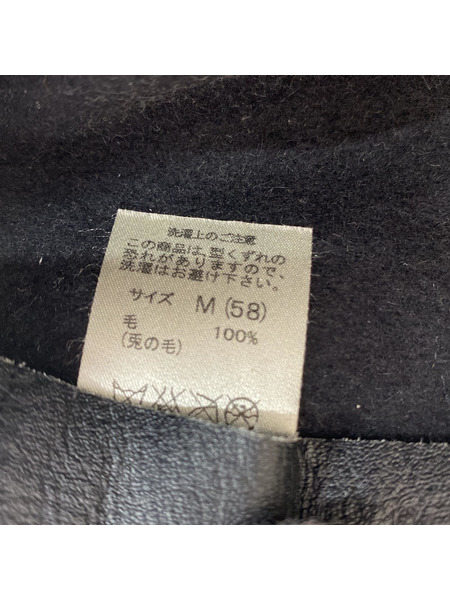 洗濯上のご注意
この商品は、型くずれの
恐れがありますので、
洗濯はお避け下さい。
サイズ M (58)
毛 100%
(兎の毛)